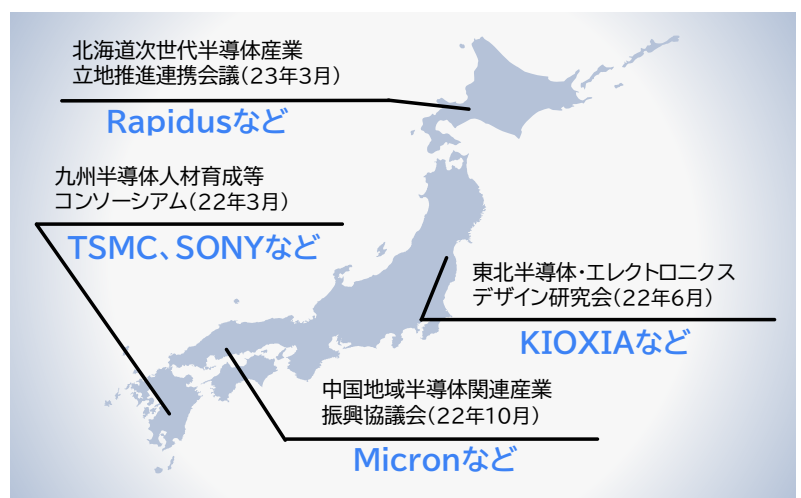 北海道次世代半導体産業
立地推進連携会議(23年3月)
Rapidusなど
九州半導体人材育成等
コンソーシアム(22年3月)
TSMC、SONYなど
東北半導体・エレクトロニクス
デザイン研究会(22年6月)
KIOXIAなど
中国地域半導体関連産業
振興協議会(22年10月)
Micronなど